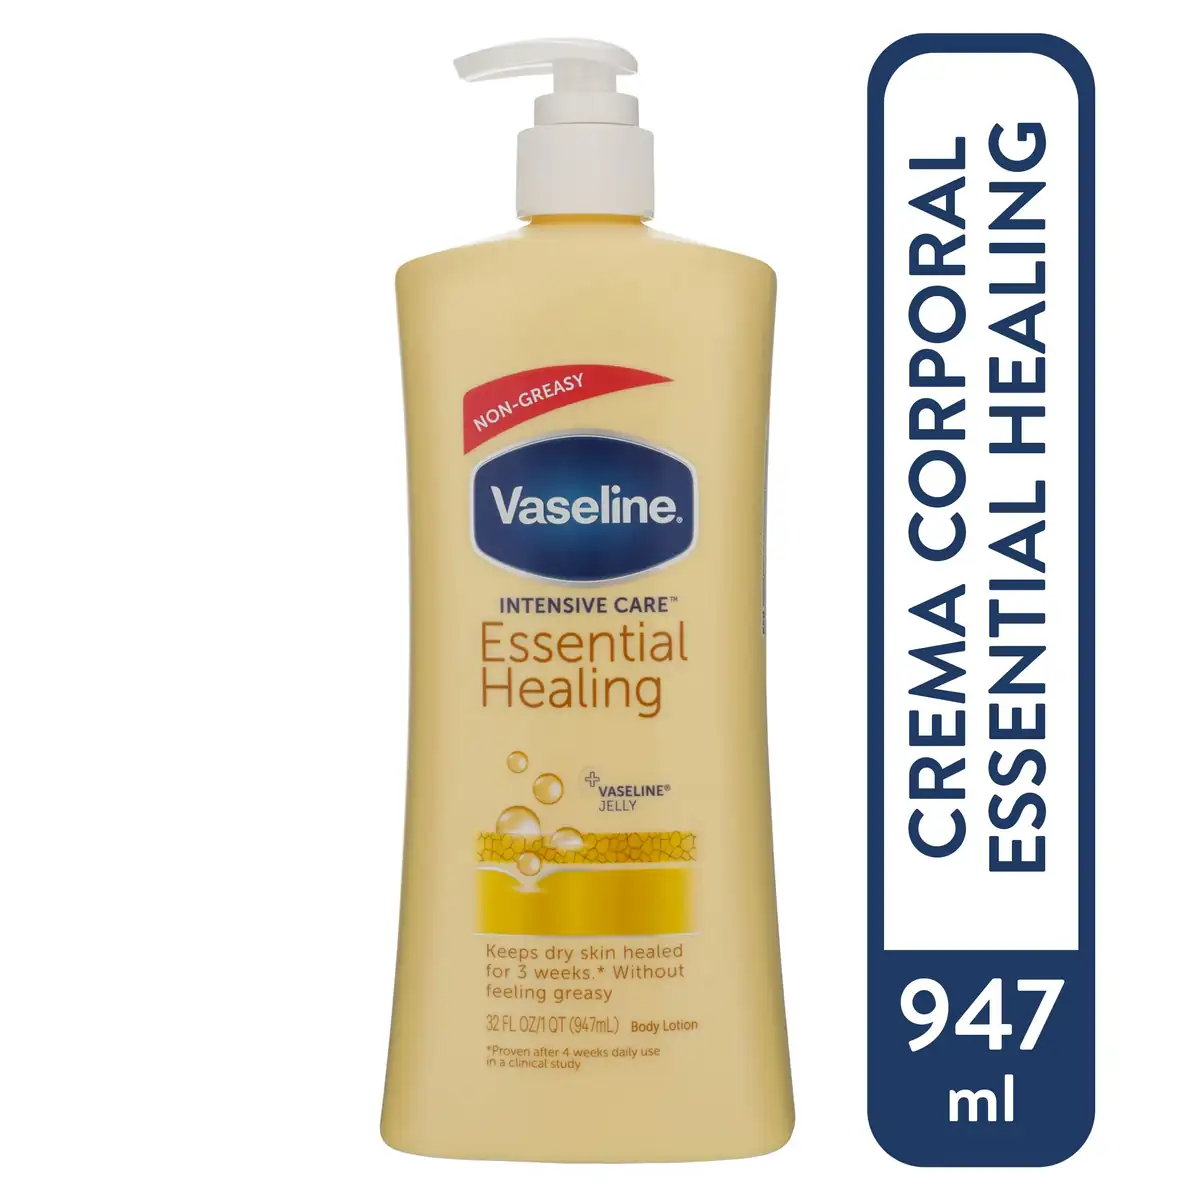 NON-GREASY
Vaseline®
INTENSIVE CARE™
Essential
Healing
VASELINE®
JELLY
Keeps dry skin healed
for 3 weeks.* Without
feeling greasy
32 FL OZ/1 QT (947mL) Body Lotion
*Proven after 4 weeks daily use
in a clinical study
CREMA CORPORAL
ESSENTIAL HEALING
947
ml